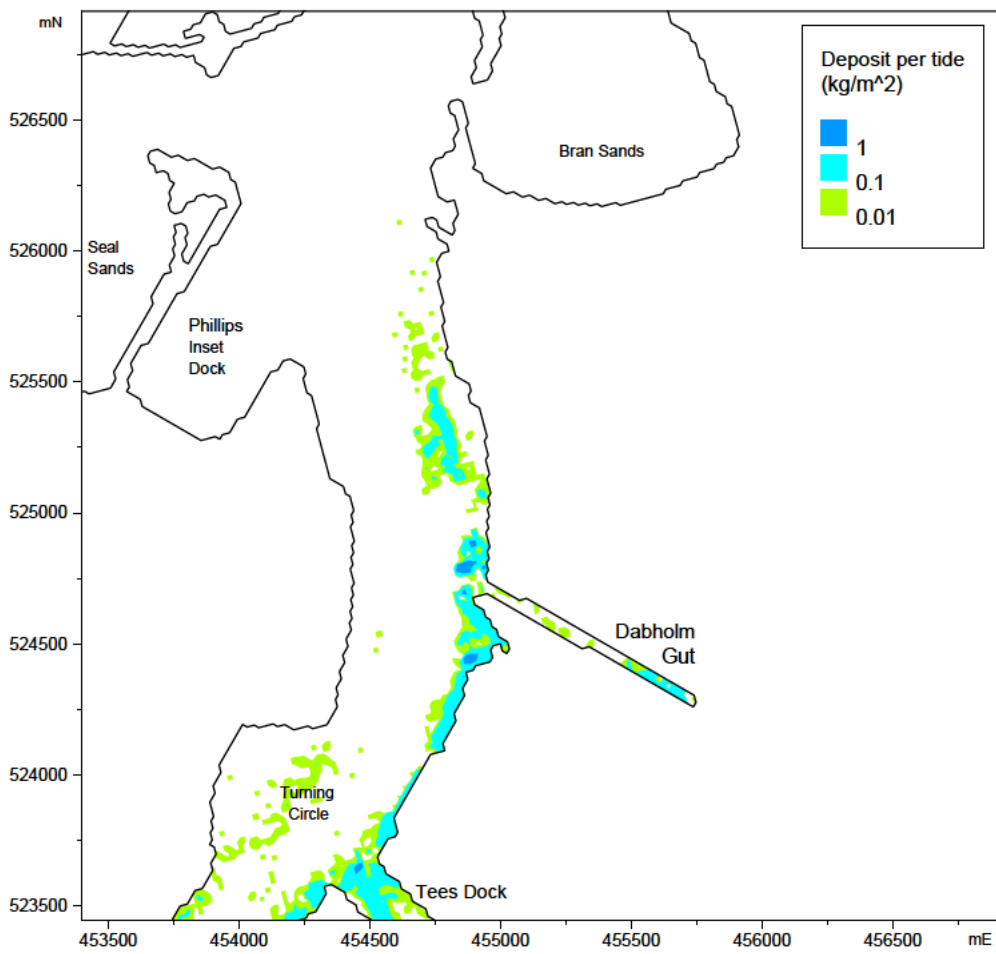 mN
Deposit per tide
(kg/m^2)
1
0.1
0.01
526500
526000
525500
525000
524500
524000
523500
Bran Sands
Seal
Sands
Phillips
Inset
Dock
Dabholm
Gut
Turning
Circle
Tees Dock
453500
454000
454500
455000
455500
456000
456500
mE